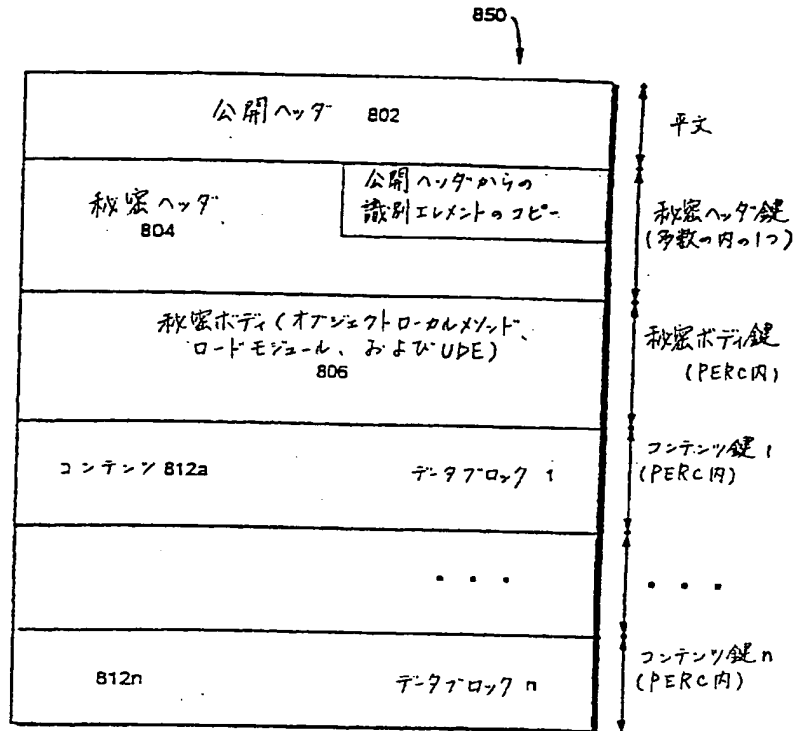 850
公開ヘッダ 802
平文
秘密ヘッダ
804
公開ヘッダからの
識別エレメントのコピー
秘密ヘッダ鍵
(多数の内の1つ)
秘密ボディ(オブジェクトローカルメソッド、
ロードモジュール、およびUDE)
806
秘密ボディ鍵
(PERC内)
コンテンツ 812a
データブロック 1
コンテンツ鍵 1
(PERC内)
・・・
・・・
812n
データブロック n
コンテンツ鍵 n
(PERC内)